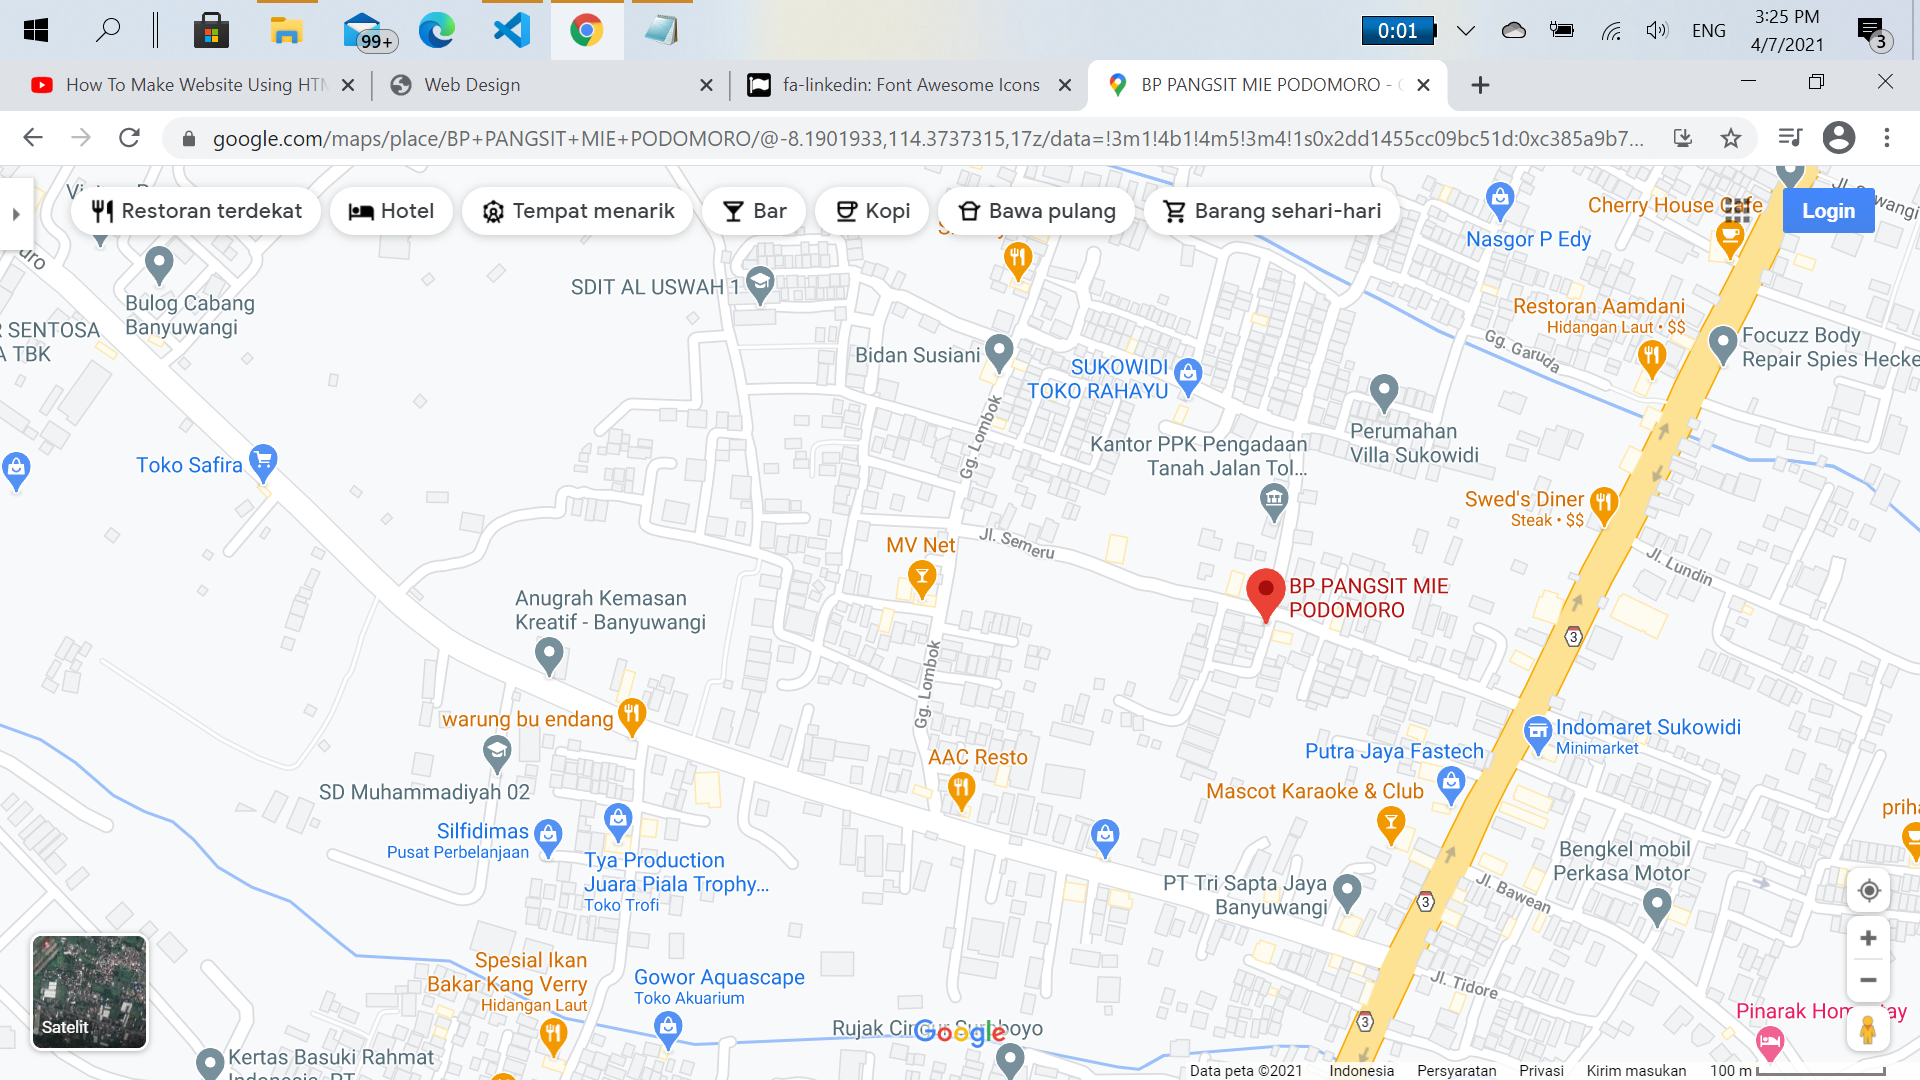 99+
0:01
ENG
3:25 PM
4/7/2021
3
How To Make Website Using HTM
Web Design
fa-linkedin: Font Awesome Icons
BP PANGSIT MIE PODOMORO -
google.com/maps/place/BP+PANGSIT+MIE+PODOMORO/@-8.1901933,114.3737315,17z/data=!3m1!4b1!4m5!3m4!1s0x2dd1455cc09bc51d:0xc385a9b7...
Restoran terdekat
Hotel
Tempat menarik
Bar
Kopi
Bawa pulang
Barang sehari-hari
Login
Cherry House Cafe
Nasgor P Edy
Bulog Cabang
Banyuwangi
SENTOSA
TBK
SDIT AL USWAH 1
Bidan Susiani
SUKOWIDI
TOKO RAHAYU
Restoran Aamdani
Hidangan Laut • $$
Gg. Garuda
Focuzz Body
Repair Spies Hecke
Perumahan
Villa Sukowidi
Gg. Lombok
Kantor PPK Pengadaan
Tanah Jalan Tol...
Toko Safira
Swed's Diner
Steak • $$
Jl. Semeru
MV Net
Jl. Lundin
BP PANGSIT MIE
PODOMORO
Anugrah Kemasan
Kreatif - Banyuwangi
3
Gg. Lombok
warung bu endang
Indomaret Sukowidi
Minimarket
Putra Jaya Fastech
AAC Resto
Mascot Karaoke & Club
SD Muhammadiyah 02
Silfidimas
Pusat Perbelanjaan
Tya Production
Juara Piala Trophy...
Toko Trofi
Bengkel mobil
Perkasa Motor
PT Tri Sapta Jaya
Banyuwangi
Jl. Bawean
3
Spesial Ikan
Bakar Kang Verry
Hidangan Laut
Gowor Aquascape
Toko Akuarium
Jl. Tidore
Satelit
Google
3
Kertas Basuki Rahmat
Data peta ©2021
Indonesia
Persyaratan
Privasi
Kirim masukan
100 m